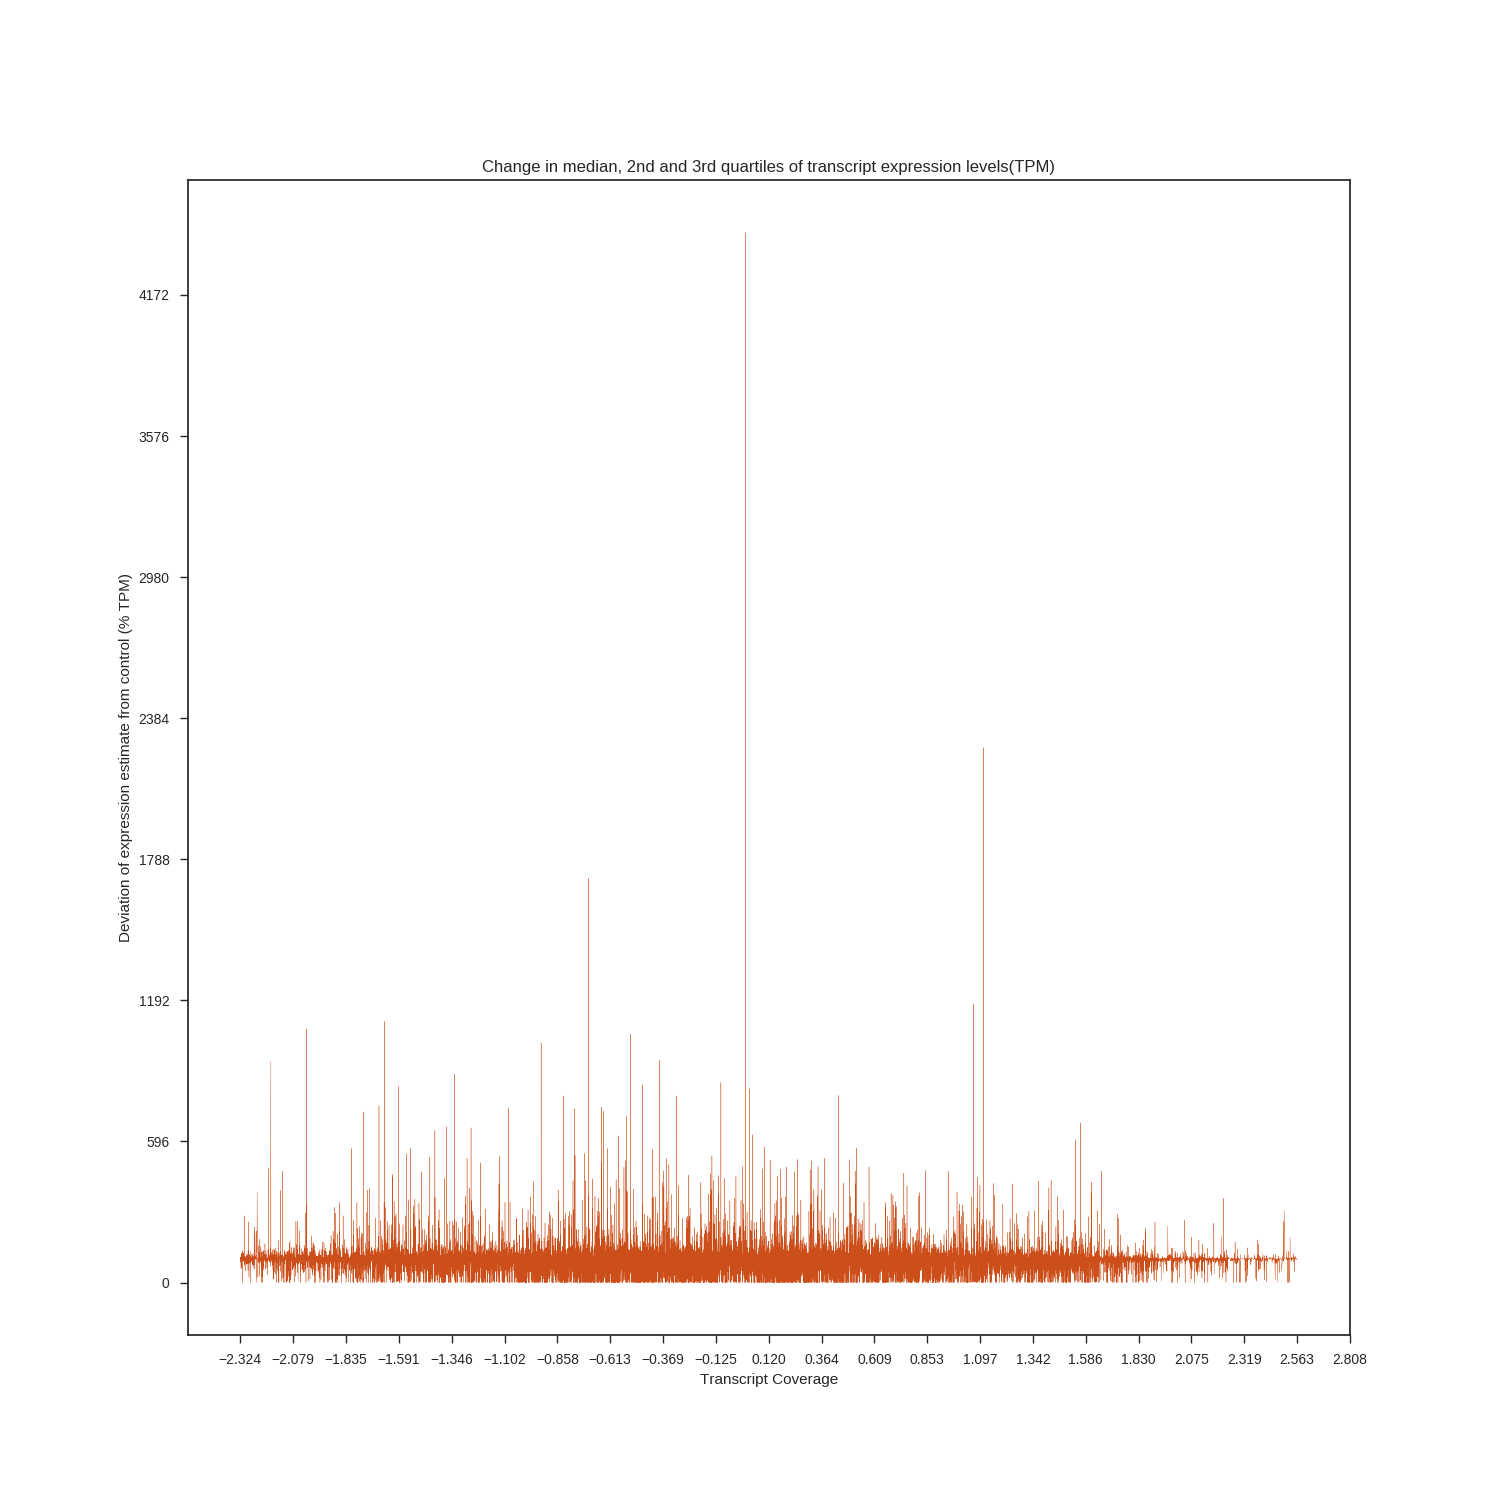 Change in median, 2nd and 3rd quartiles of transcript expression levels(TPM)
Deviation of expression estimate from control (% TPM)
4172
3576
2980
2384
1788
1192
596
0
−2.324 −2.079 −1.835 −1.591 −1.346 −1.102 −0.858 −0.613 −0.369 −0.125 0.120 0.364 0.609 0.853 1.097 1.342 1.586 1.830 2.075 2.319 2.563 2.808
Transcript Coverage